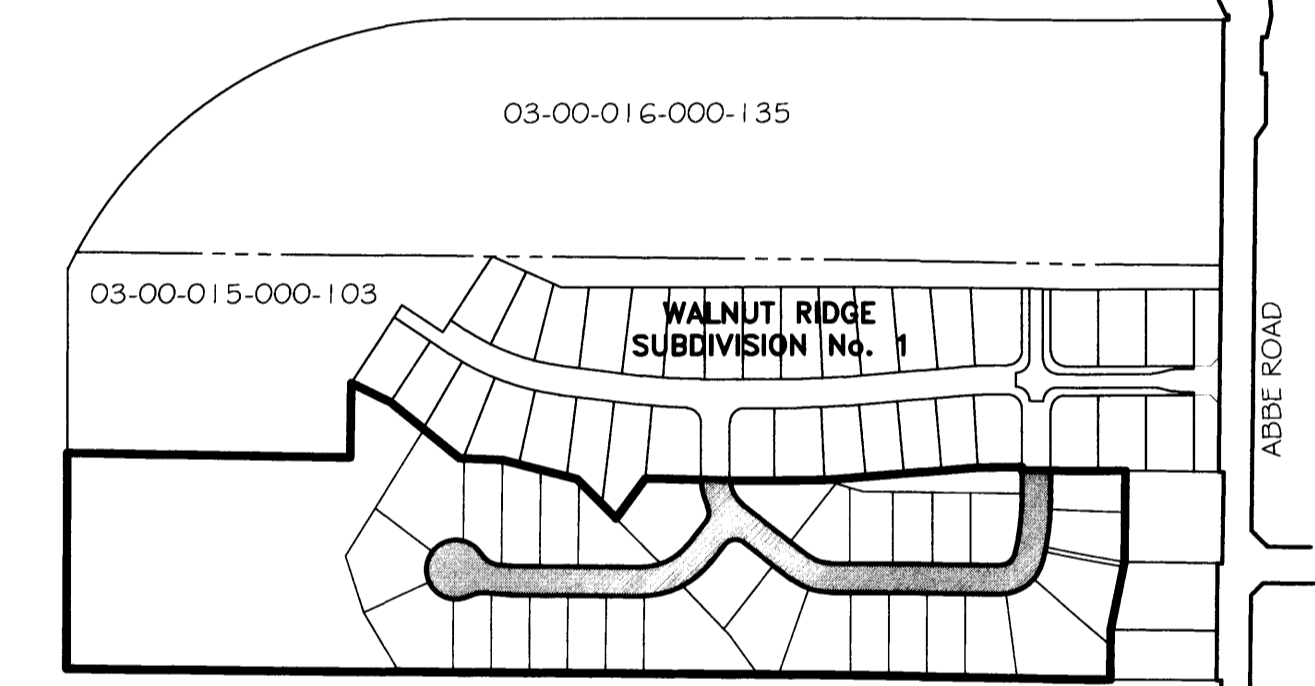 03-00-016-000-135
03-00-015-000-103
WALNUT RIDGE
SUBDIVISION No. 1
ABBE ROAD